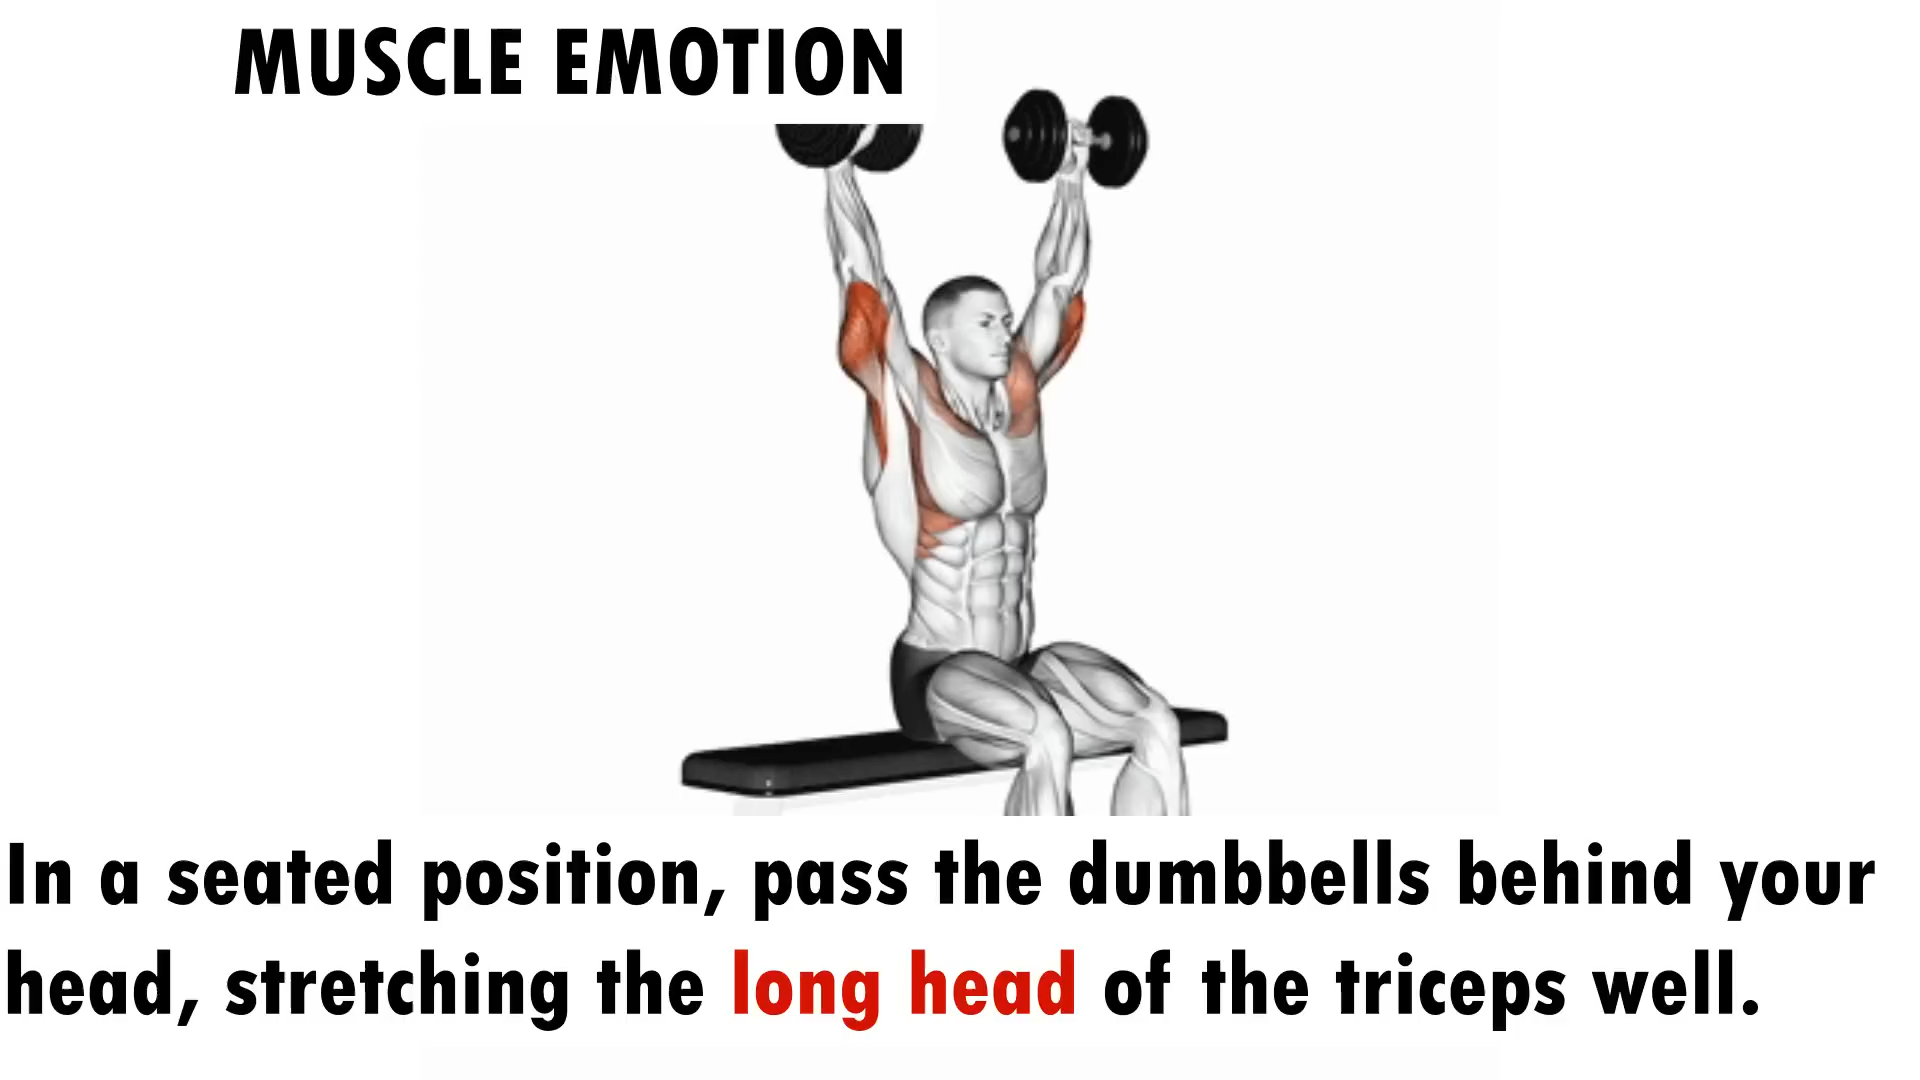 MUSCLE EMOTION
In a seated position, pass the dumbbells behind your
head, stretching the long head of the triceps well.